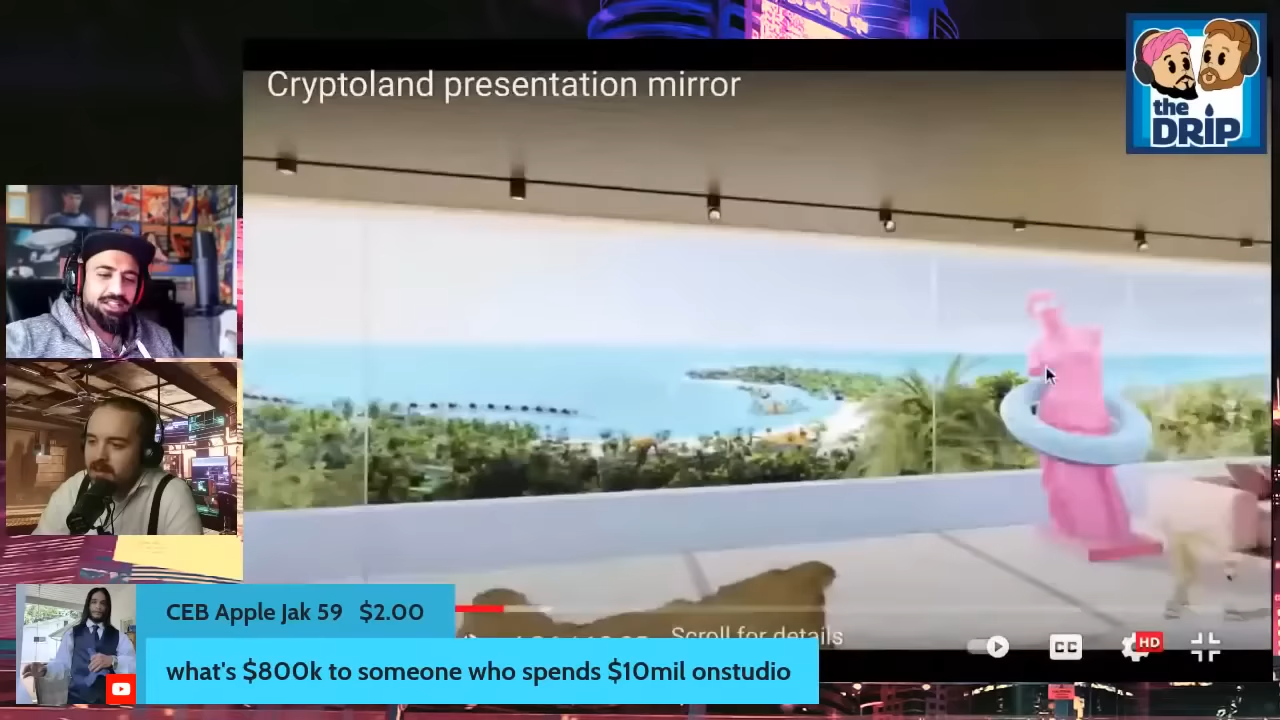 Cryptoland presentation mirror
the
DRIP
Scroll for details
CC
HD
CEB Apple Jak 59 $2.00
what's $800k to someone who spends $10mil onstudio